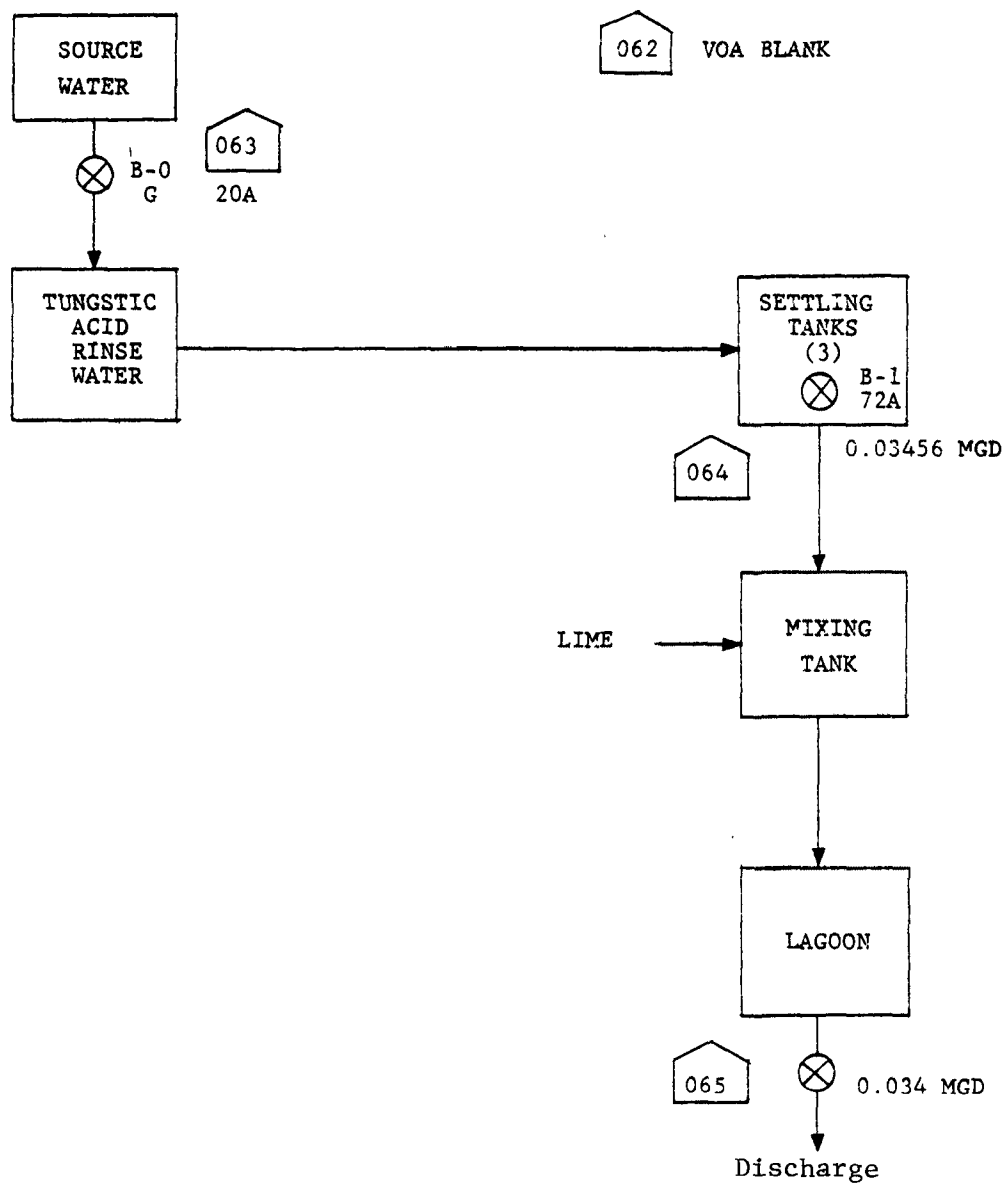 SOURCE
WATER
062 VOA BLANK
063
B-0
G
20A
TUNGSTIC
ACID
RINSE
WATER
SETTLING
TANKS
(3)
B-1
72A
064
0.03456 MGD
LIME
MIXING
TANK
LAGOON
065
0.034 MGD
Discharge